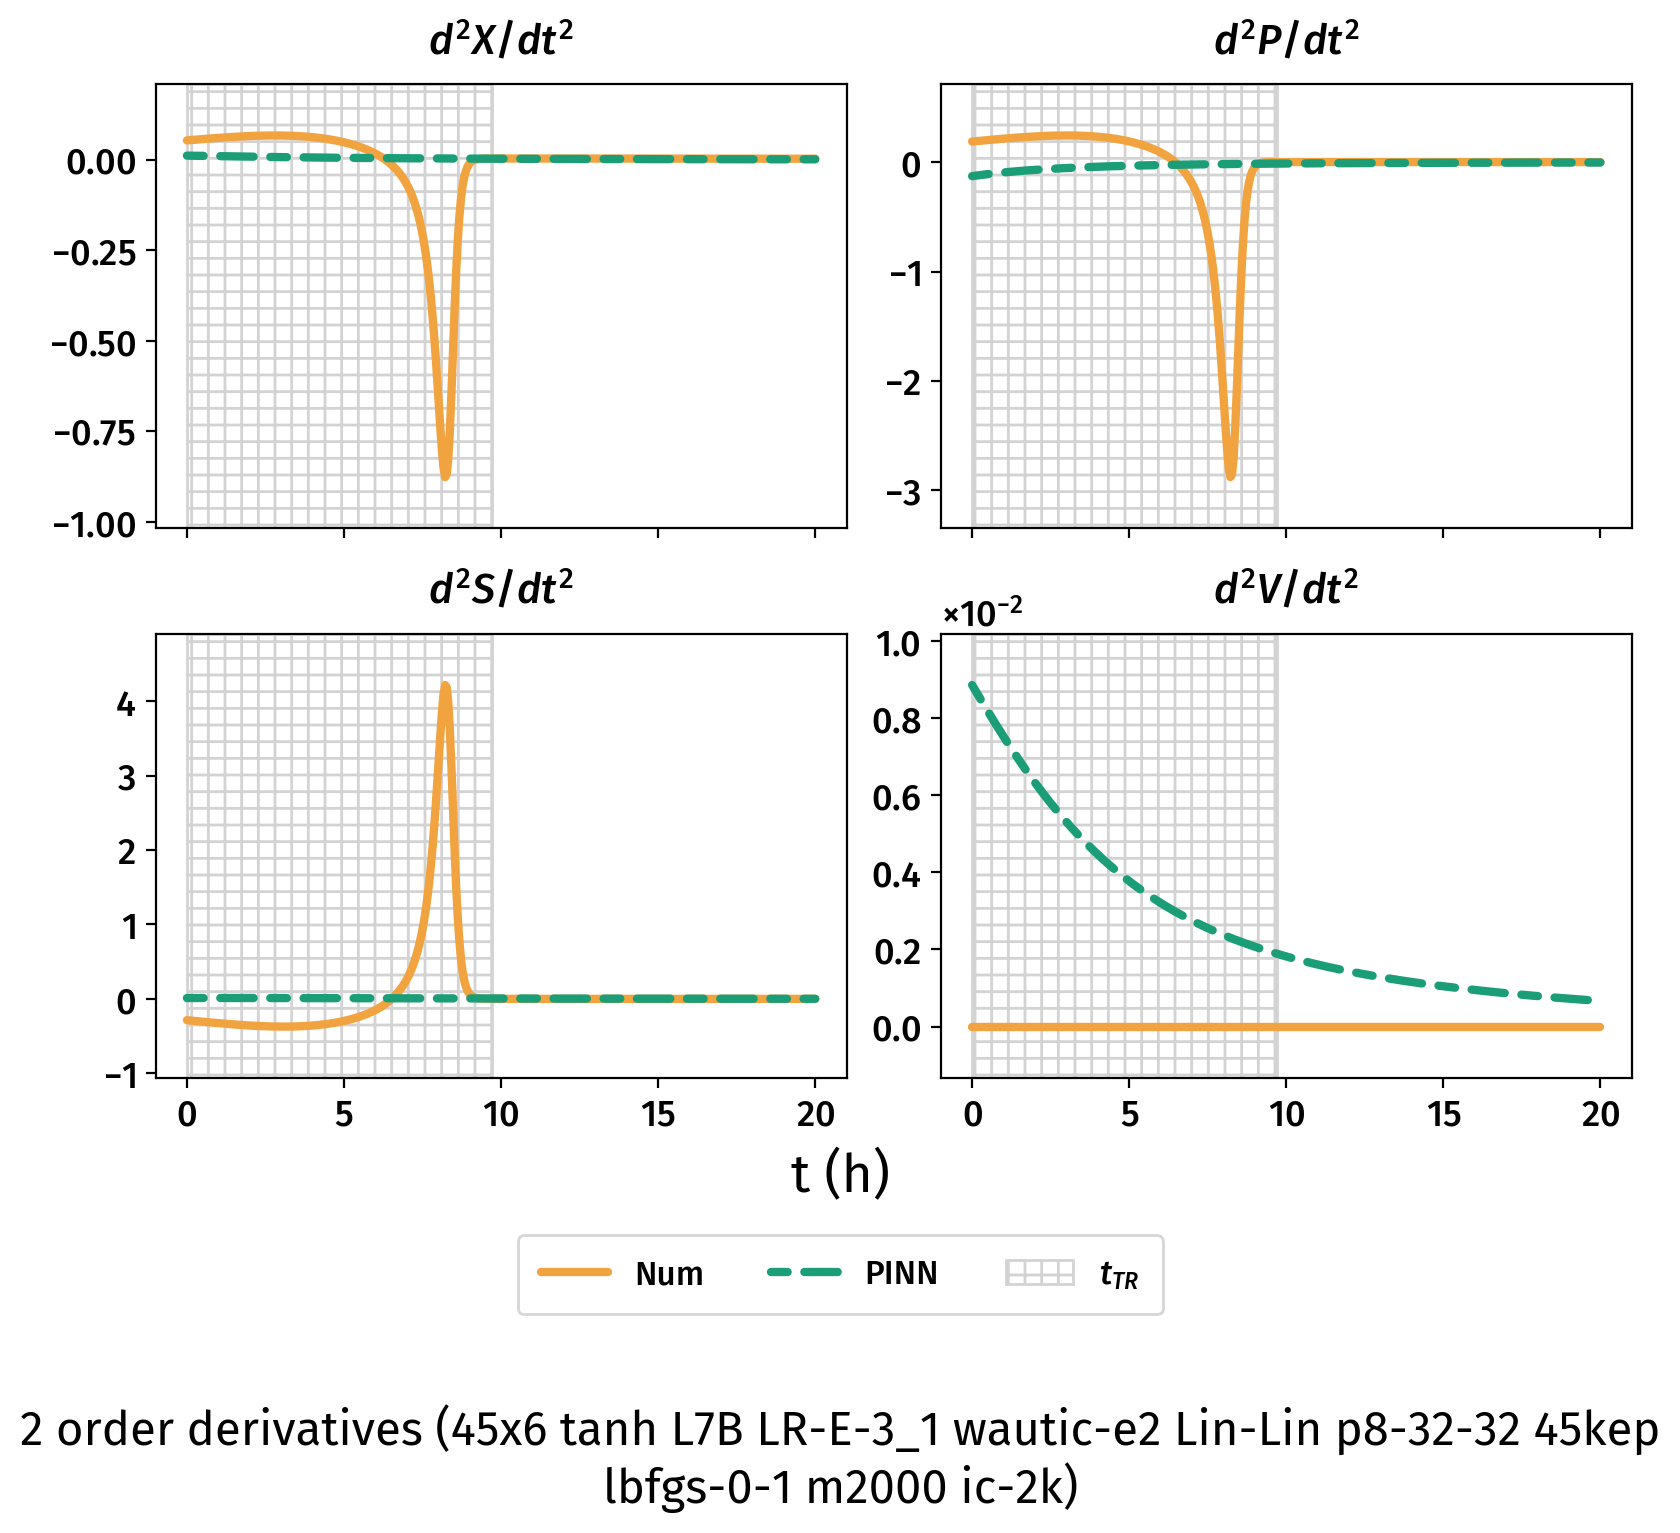 d²X/dt²
d²P/dt²
0.00
−0.25
−0.50
−0.75
−1.00
0
−1
−2
−3
d²S/dt²
d²V/dt²
×10⁻²
4
3
2
1
0
−1
1.0
0.8
0.6
0.4
0.2
0.0
0 5 10 15 20
0 5 10 15 20
t (h)
Num PINN t_TR
2 order derivatives (45x6 tanh L7B LR-E-3_1 wautic-e2 Lin-Lin p8-32-32 45kep
lbfgs-0-1 m2000 ic-2k)